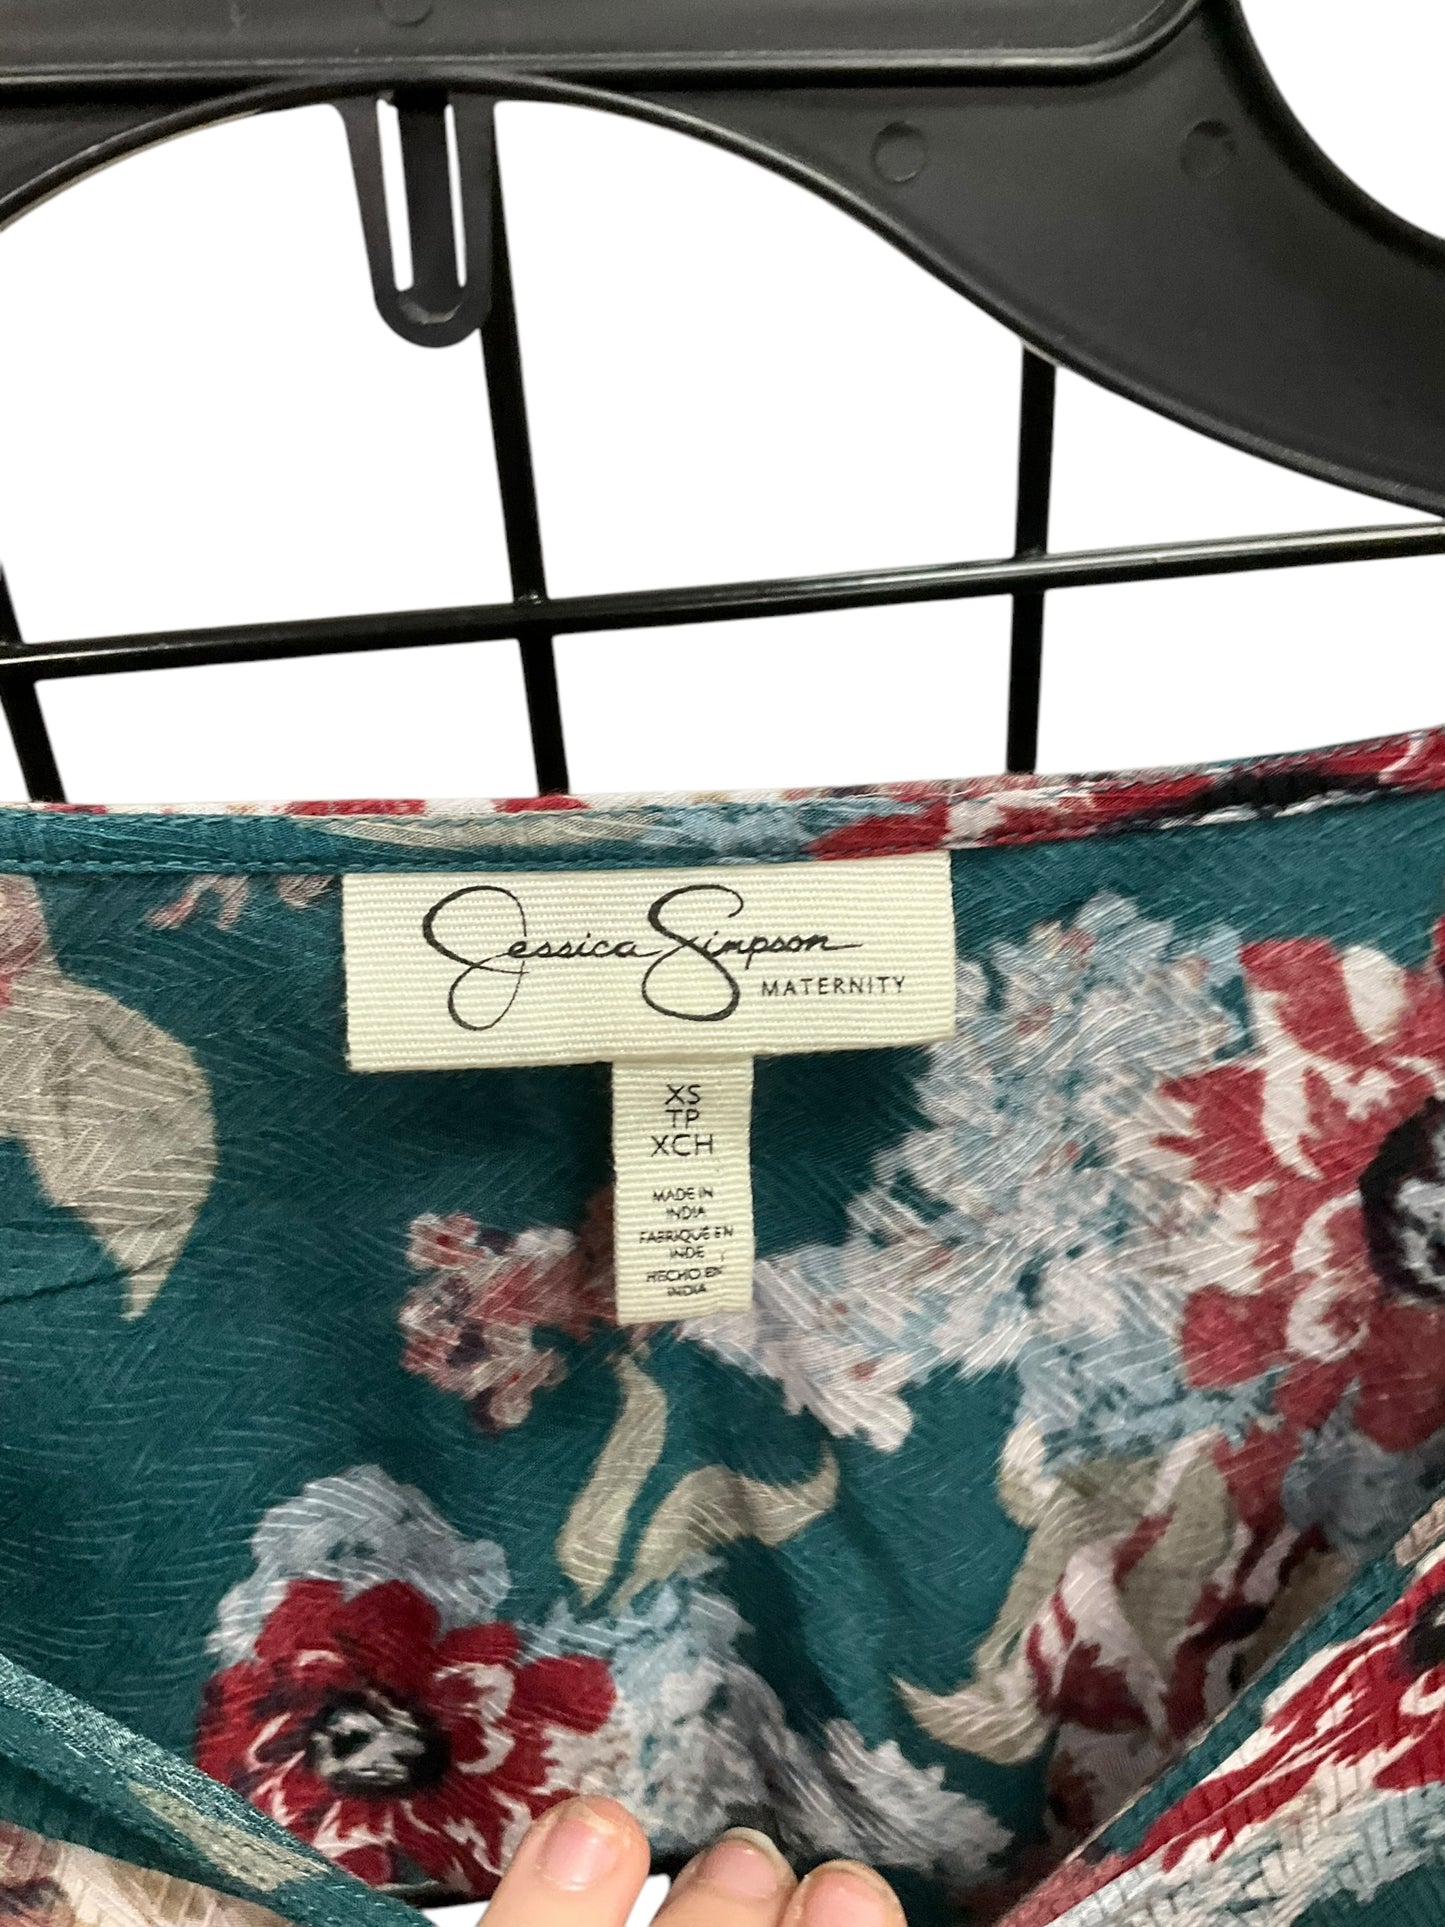 Jessica Simpson
MATERNITY
XS
TP
XCH
MADE IN
INDIA
FABRIQUÉ EN
INDE
HECHO EN
INDIA